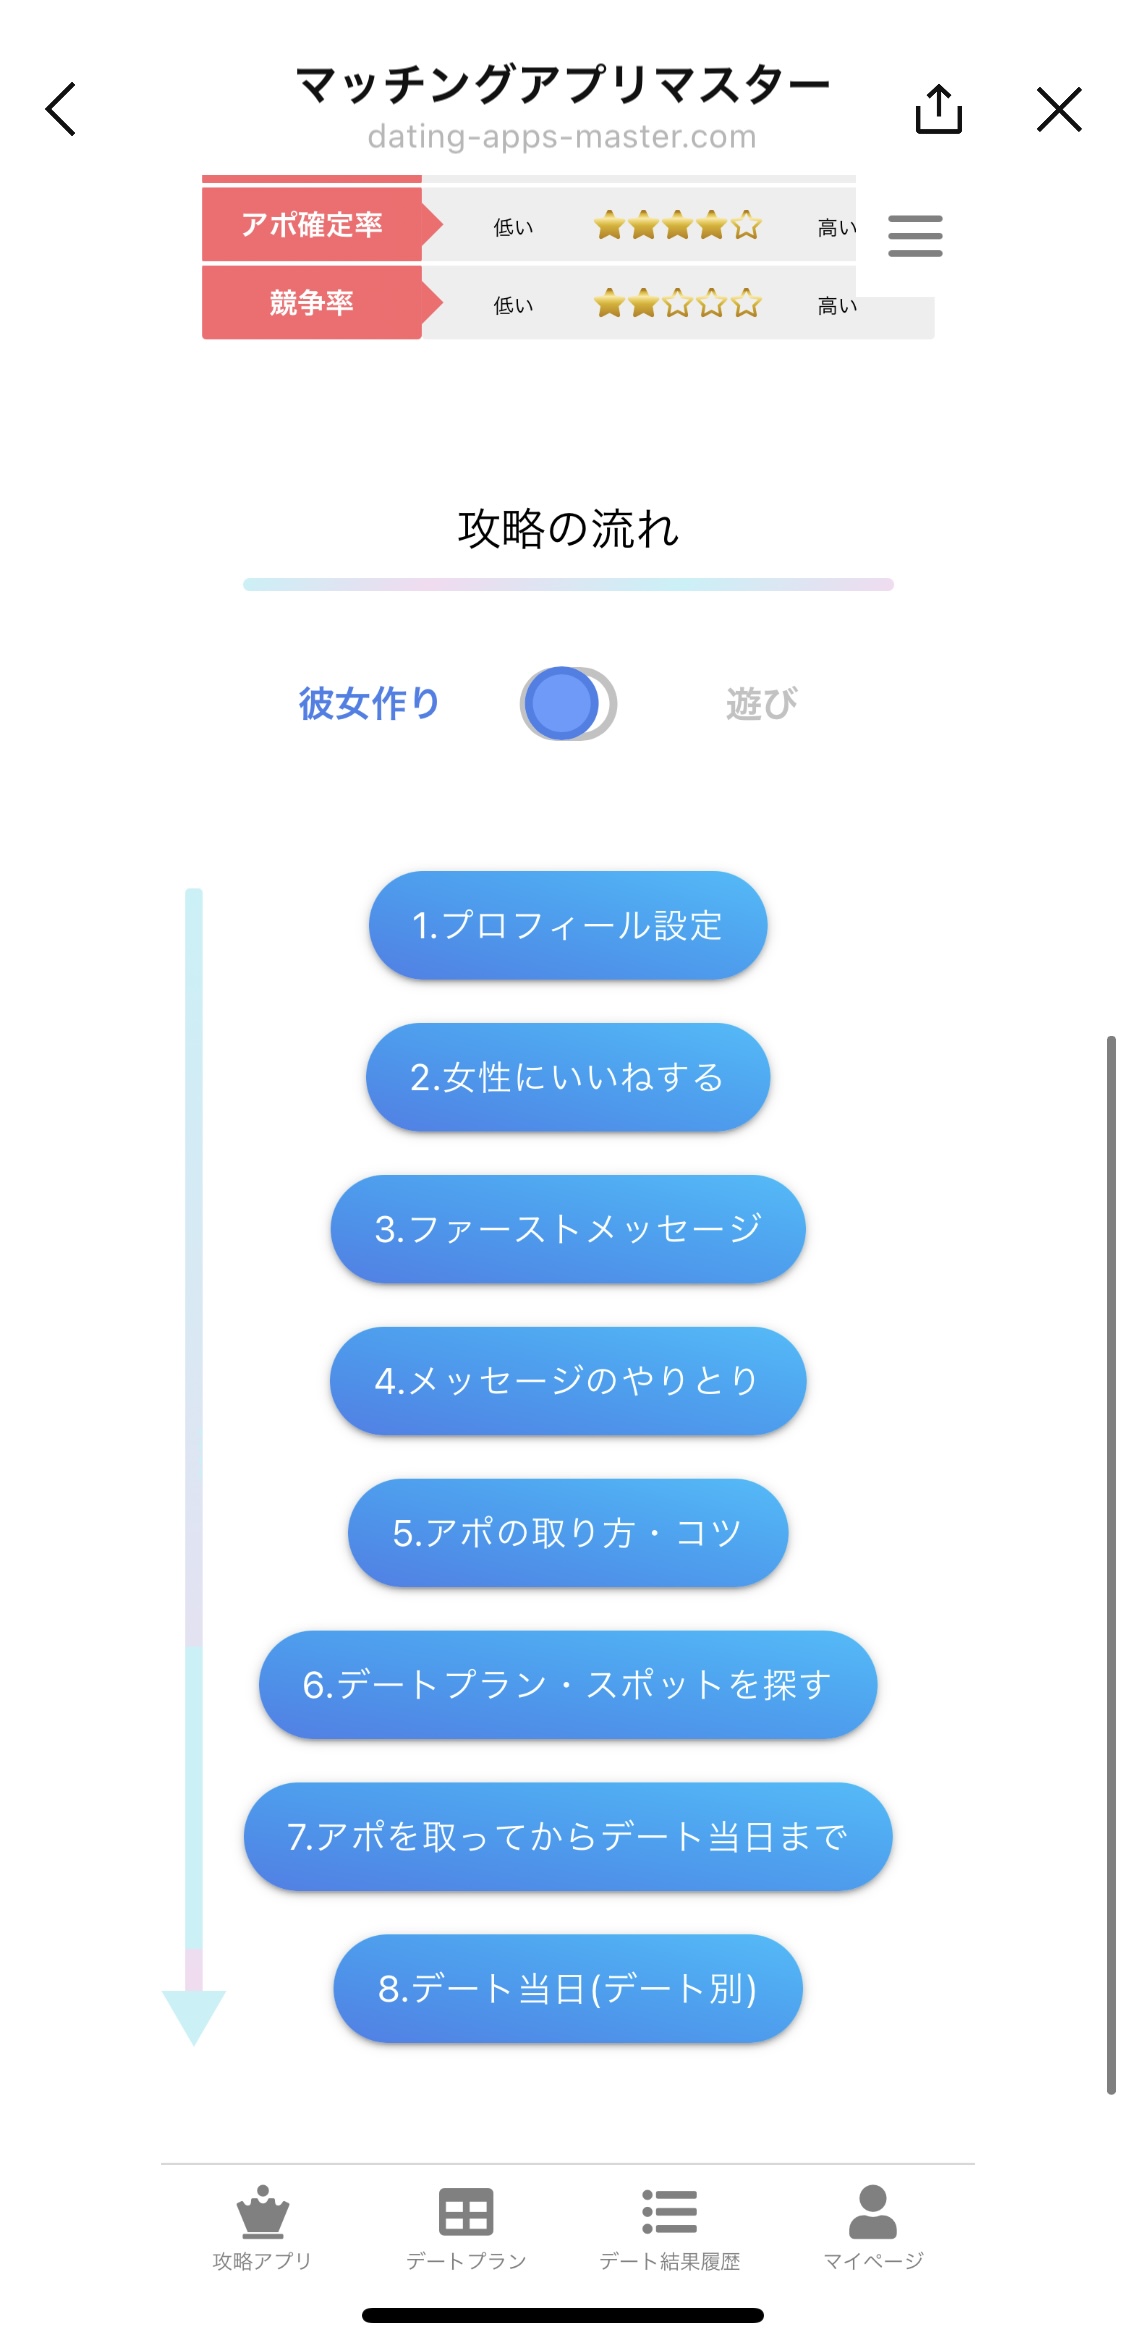 マッチングアプリマスター
dating-apps-master.com
アポ確定率 低い ★★★★☆ 高い
競争率 低い ★★☆☆☆ 高い
攻略の流れ
彼女作り 遊び
1.プロフィール設定
2.女性にいいねする
3.ファーストメッセージ
4.メッセージのやりとり
5.アポの取り方・コツ
6.デートプラン・スポットを探す
7.アポを取ってからデート当日まで
8.デート当日(デート別)
攻略アプリ デートプラン デート結果履歴 マイページ